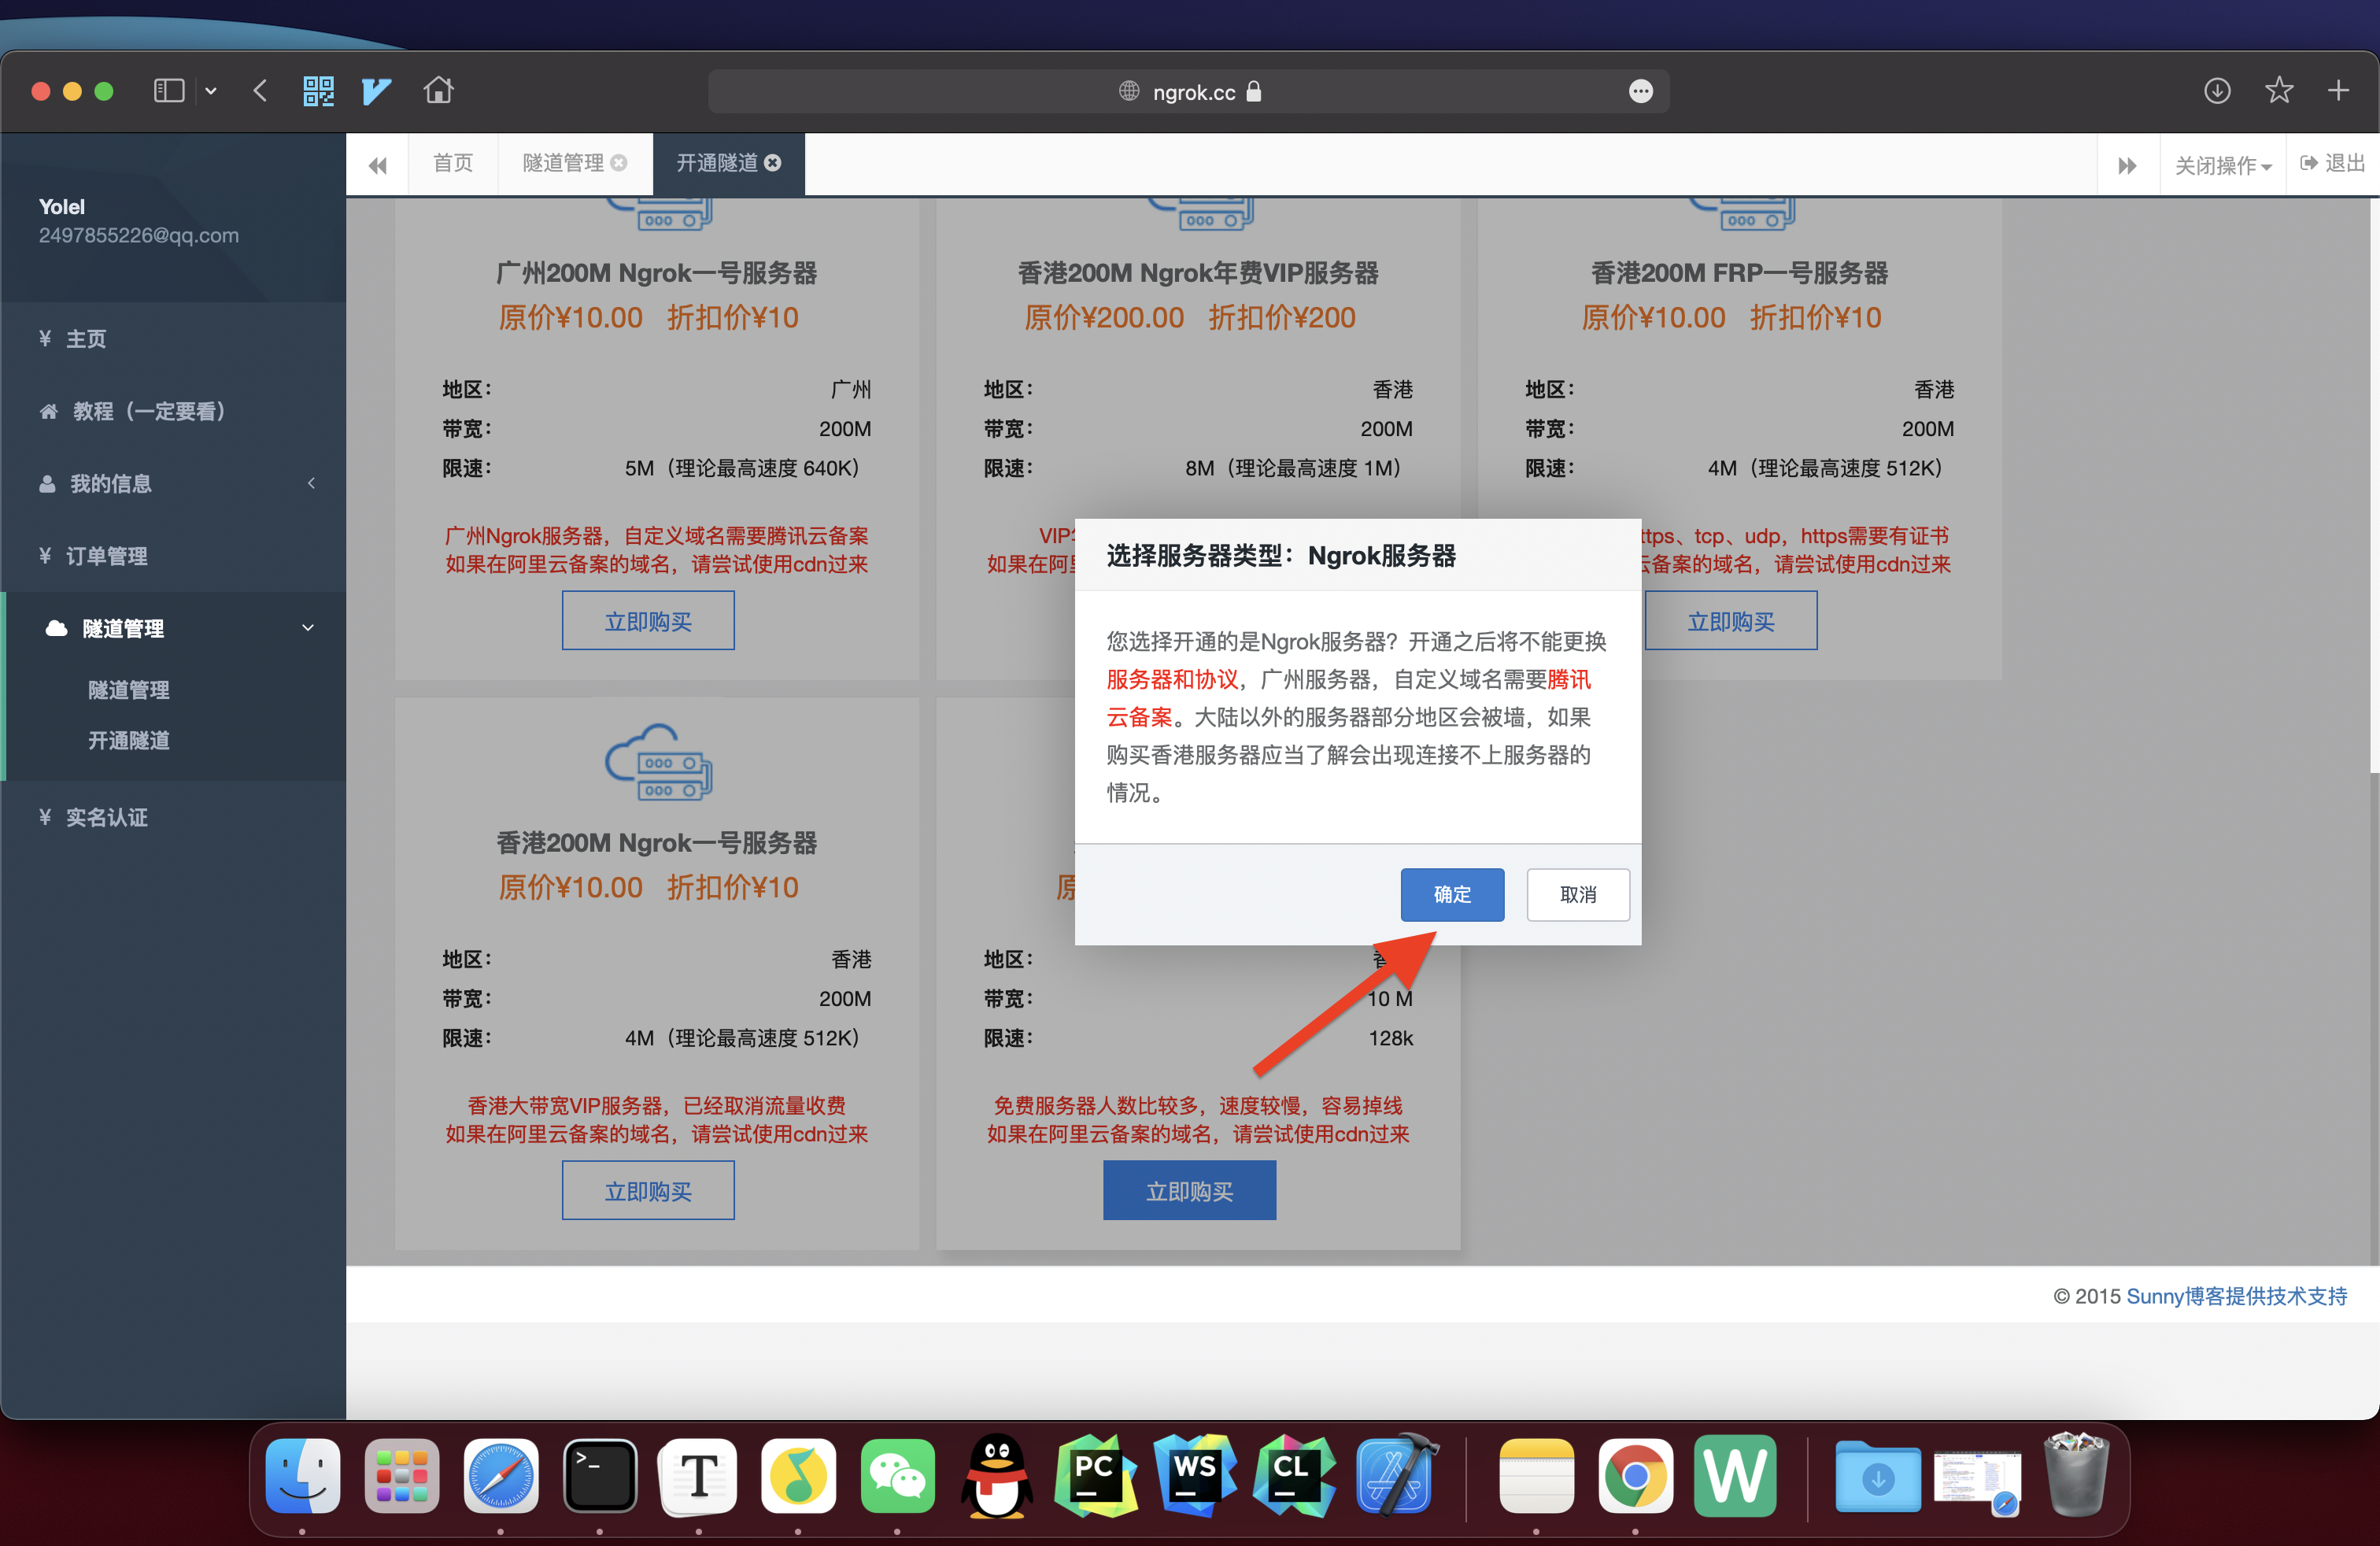 ngrok.cc
首页
隧道管理
开通隧道
关闭操作
退出
Yolel
2497855226@qq.com
¥ 主页
教程（一定要看）
我的信息
¥ 订单管理
隧道管理
隧道管理
开通隧道
¥ 实名认证
广州200M Ngrok一号服务器
原价¥10.00 折扣价¥10
地区： 广州
带宽： 200M
限速： 5M（理论最高速度 640K）
广州Ngrok服务器，自定义域名需要腾讯云备案
如果在阿里云备案的域名，请尝试使用cdn过来
立即购买
香港200M Ngrok年费VIP服务器
原价¥200.00 折扣价¥200
地区： 香港
带宽： 200M
限速： 8M（理论最高速度 1M）
VIP
如果在阿
香港200M FRP一号服务器
原价¥10.00 折扣价¥10
地区： 香港
带宽： 200M
限速： 4M（理论最高速度 512K）
ttps、tcp、udp，https需要有证书
云备案的域名，请尝试使用cdn过来
立即购买
选择服务器类型：Ngrok服务器
您选择开通的是Ngrok服务器？开通之后将不能更换
服务器和协议，广州服务器，自定义域名需要腾讯
云备案。大陆以外的服务器部分地区会被墙，如果
购买香港服务器应当了解会出现连接不上服务器的
情况。
确定
取消
香港200M Ngrok一号服务器
原价¥10.00 折扣价¥10
地区： 香港
带宽： 200M
限速： 4M（理论最高速度 512K）
香港大带宽VIP服务器，已经取消流量收费
如果在阿里云备案的域名，请尝试使用cdn过来
立即购买
原
地区：
带宽： 10 M
限速： 128k
免费服务器人数比较多，速度较慢，容易掉线
如果在阿里云备案的域名，请尝试使用cdn过来
立即购买
© 2015 Sunny博客提供技术支持
>_
T
PC
WS
CL
W